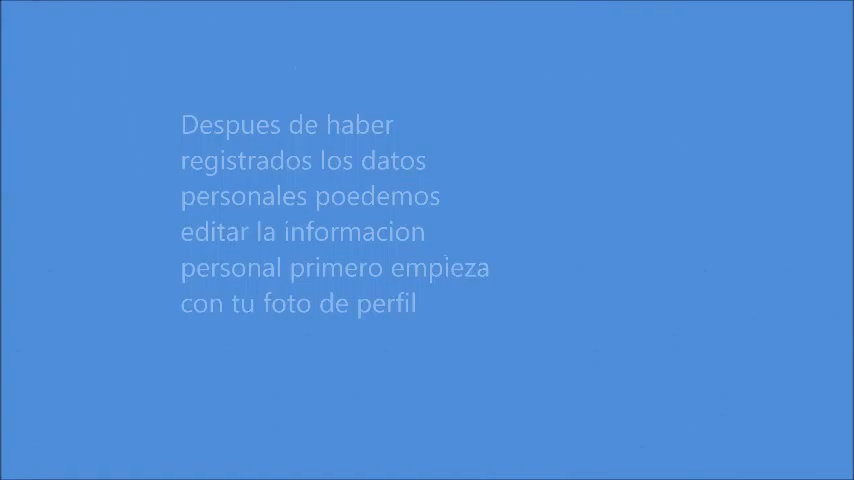 Despues de haber
registrados los datos
personales poedemos
editar la informacion
personal primero empieza
con tu foto de perfil